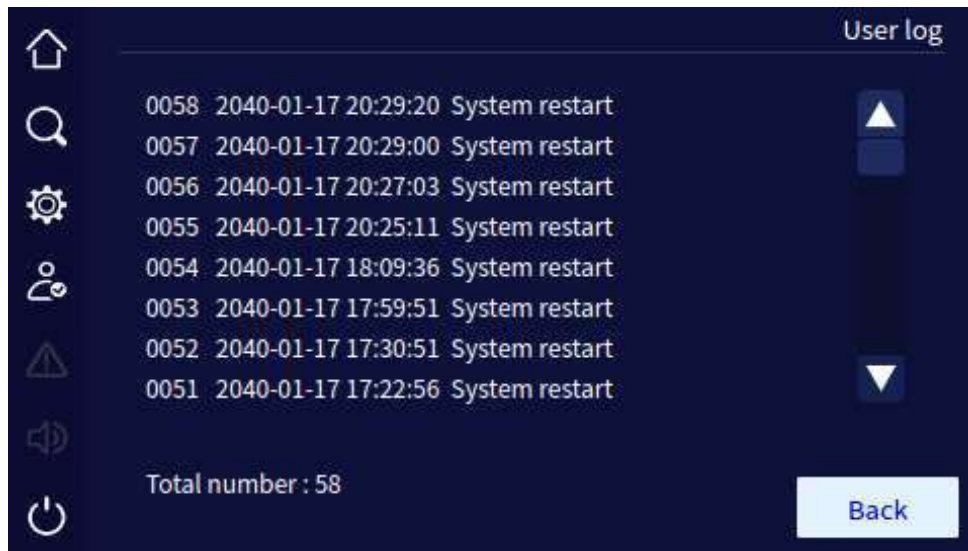 User log
0058 2040-01-17 20:29:20 System restart
0057 2040-01-17 20:29:00 System restart
0056 2040-01-17 20:27:03 System restart
0055 2040-01-17 20:25:11 System restart
0054 2040-01-17 18:09:36 System restart
0053 2040-01-17 17:59:51 System restart
0052 2040-01-17 17:30:51 System restart
0051 2040-01-17 17:22:56 System restart
Total number : 58
Back